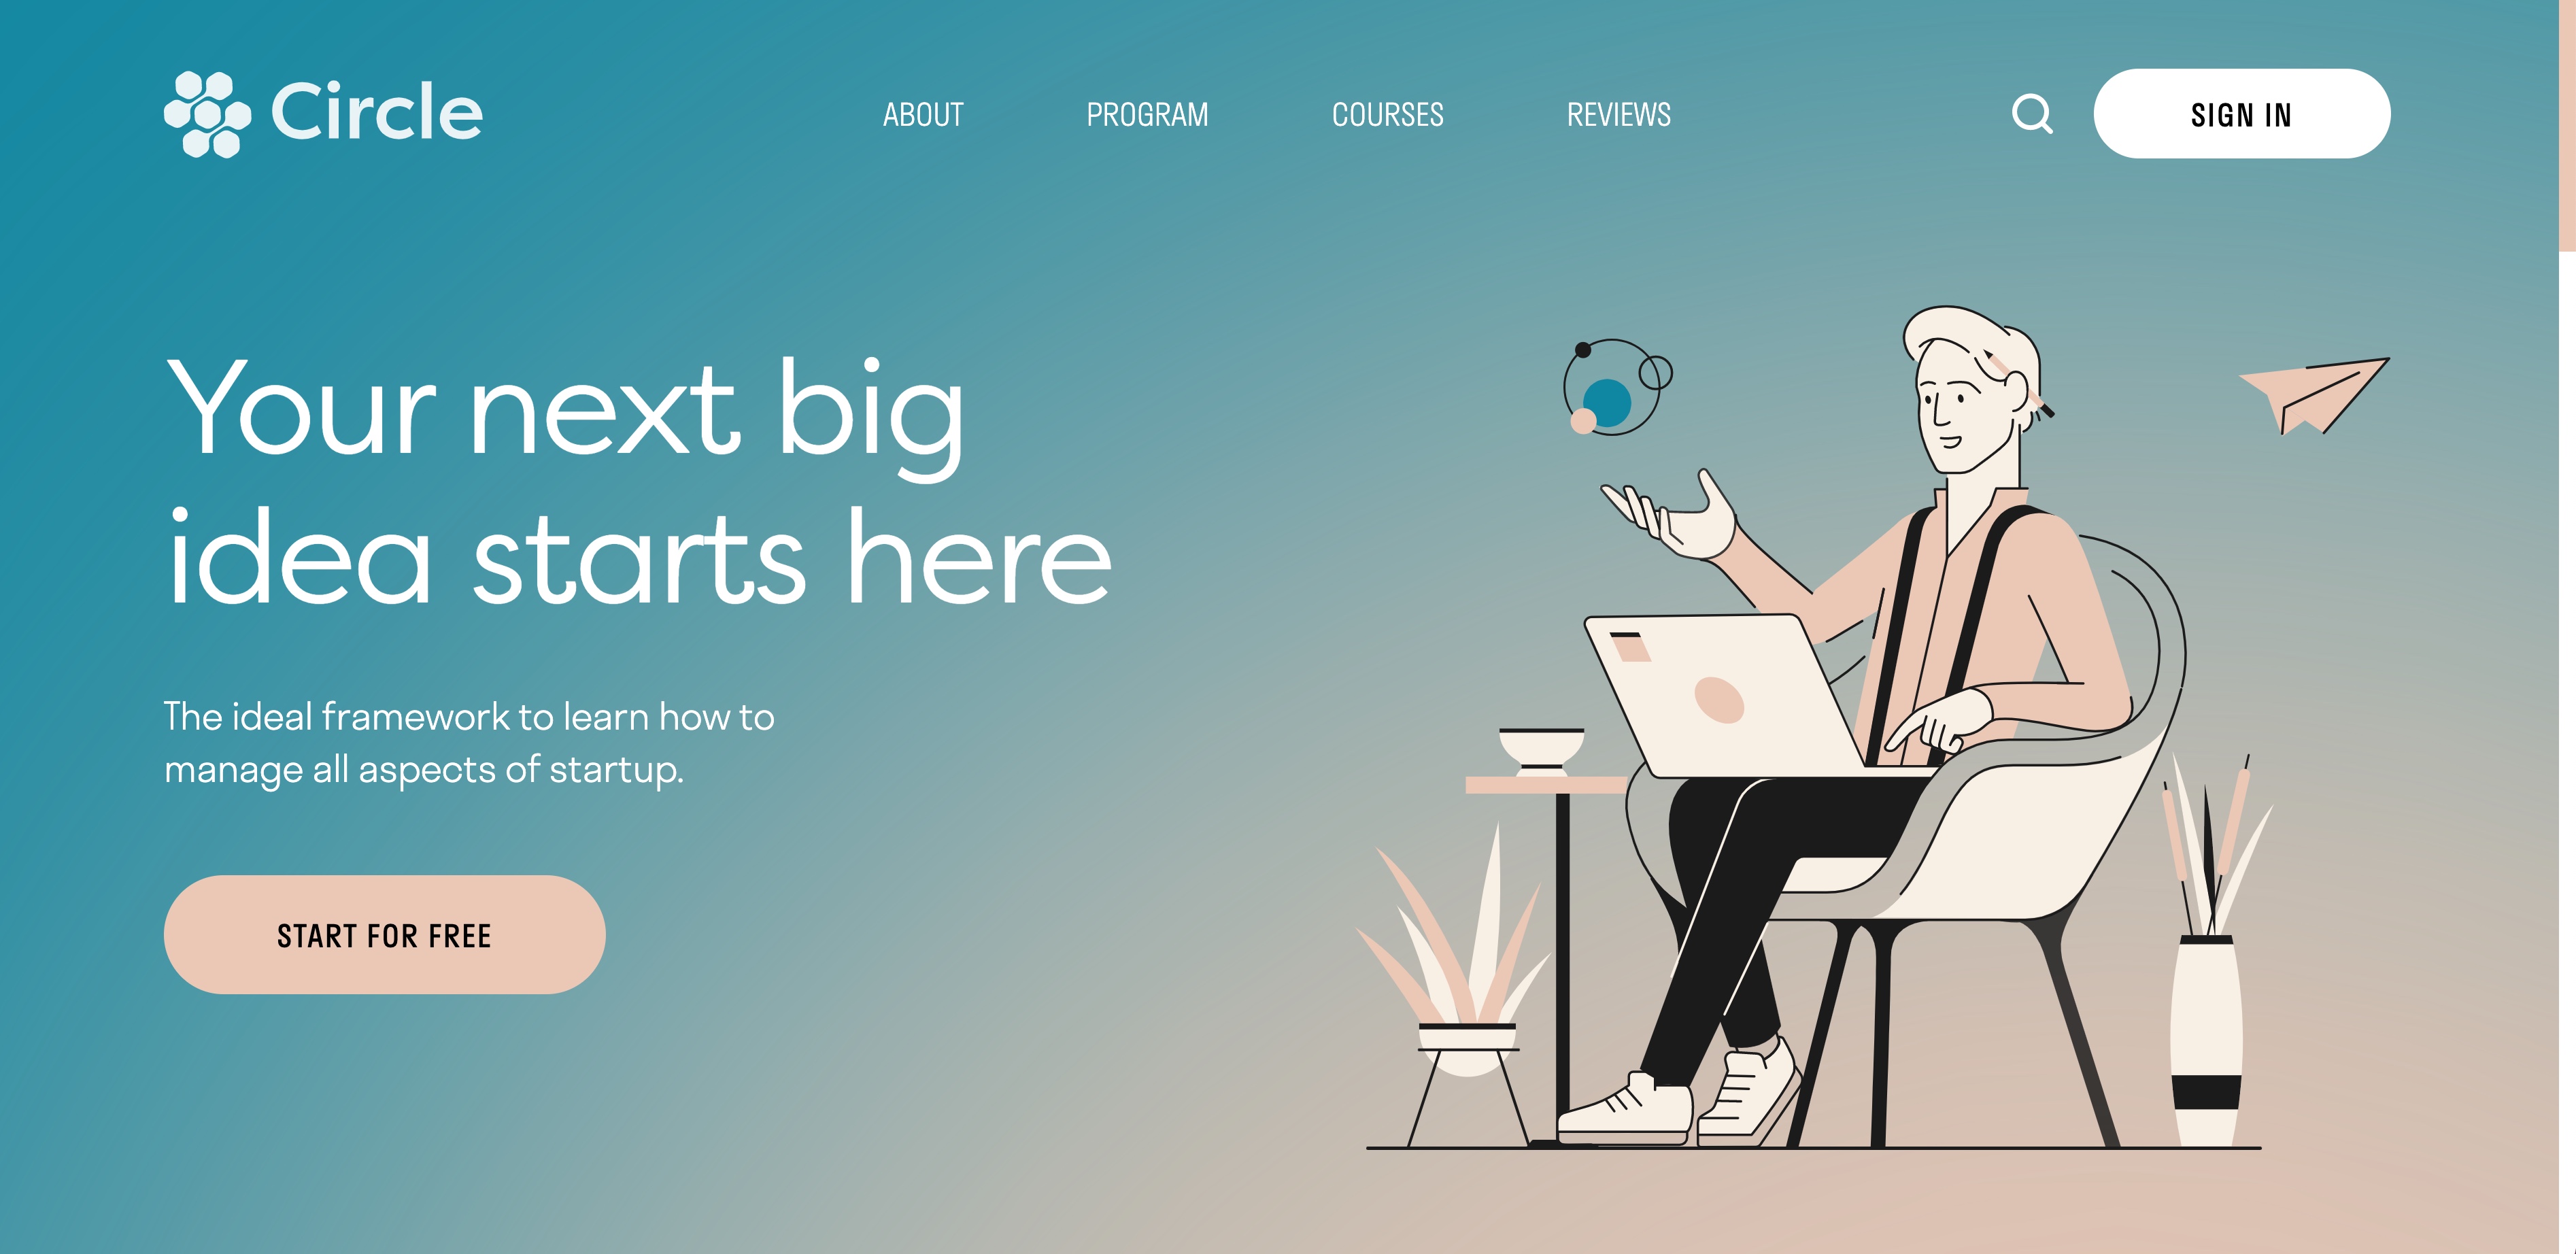 Circle
ABOUT PROGRAM COURSES REVIEWS
SIGN IN
Your next big
idea starts here
The ideal framework to learn how to
manage all aspects of startup.
START FOR FREE